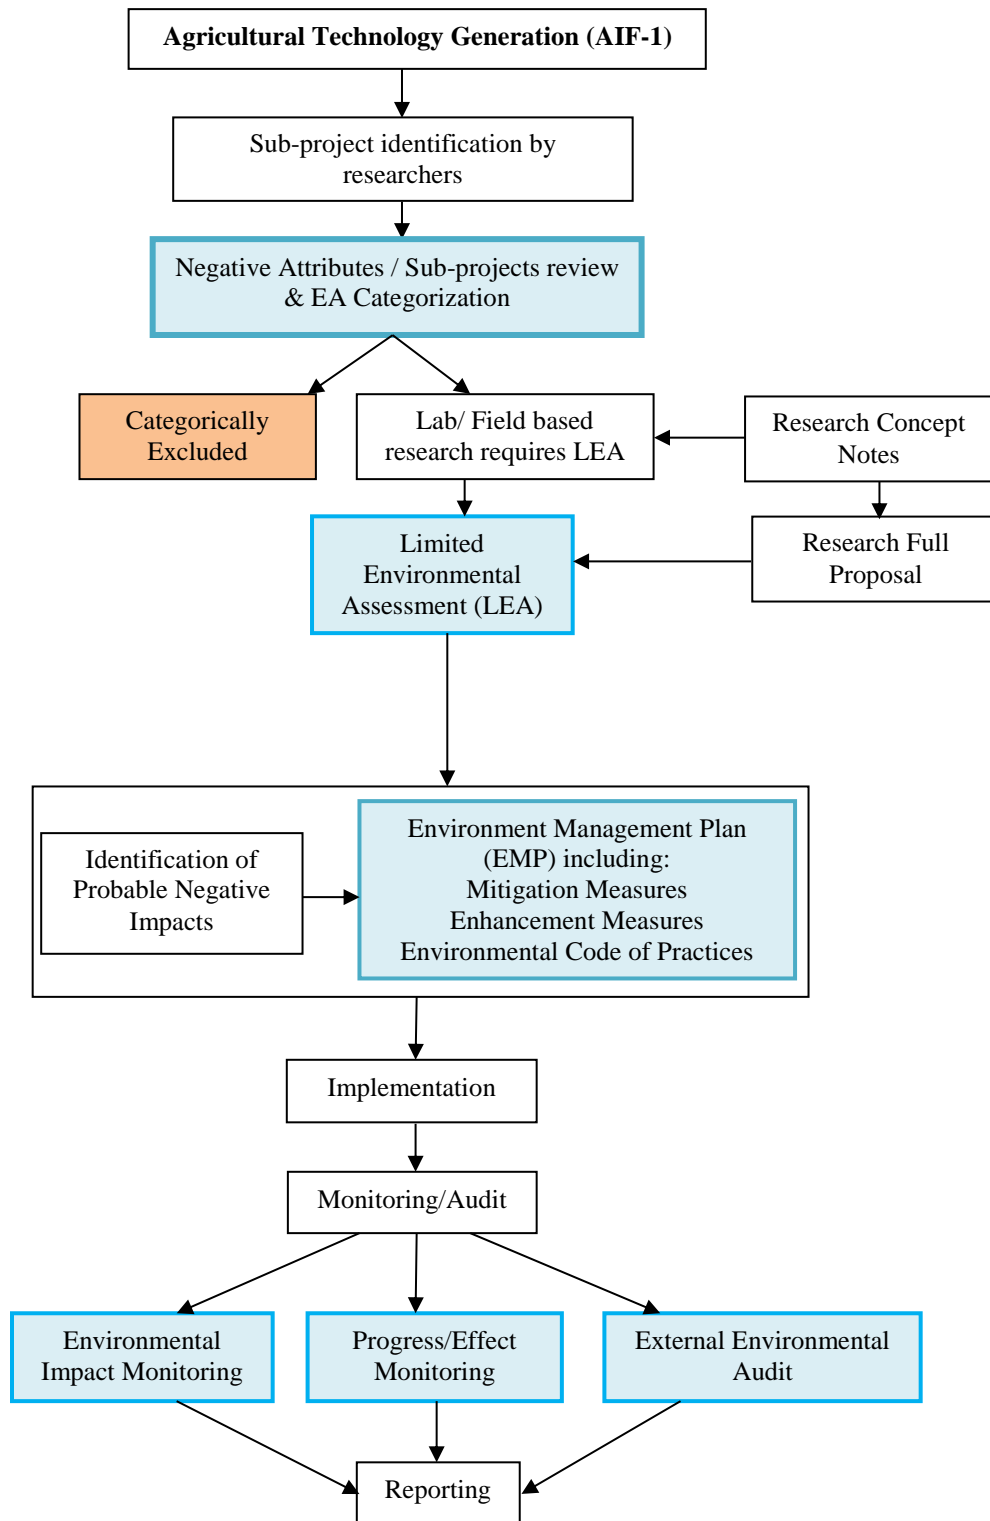 Agricultural Technology Generation (AIF-1)
Sub-project identification by
researchers
Negative Attributes / Sub-projects review
& EA Categorization
Categorically
Excluded
Lab/ Field based
research requires LEA
Research Concept
Notes
Limited
Environmental
Assessment (LEA)
Research Full
Proposal
Identification of
Probable Negative
Impacts
Environment Management Plan
(EMP) including:
Mitigation Measures
Enhancement Measures
Environmental Code of Practices
Implementation
Monitoring/Audit
Environmental
Impact Monitoring
Progress/Effect
Monitoring
External Environmental
Audit
Reporting